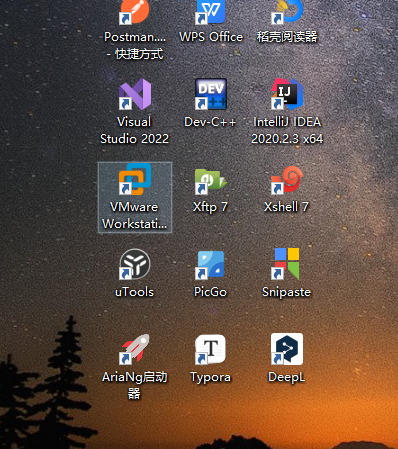 Postman....
- 快捷方式
WPS Office
稻壳阅读器
Visual
Studio 2022
DEV
Dev-C++
IJ
IntelliJ IDEA
2020.2.3 x64
VMware
Workstati...
Xftp 7
Xshell 7
uTools
PicGo
Snipaste
AriaNg启动
器
T
Typora
DeepL